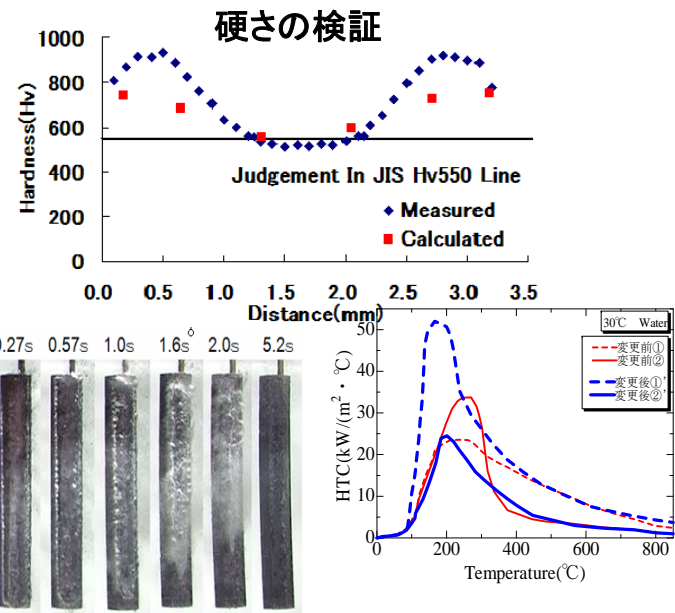 硬さの検証
1000
800
600
400
200
0
Hardness(Hv)
Judgement In JIS Hv550 Line
Measured
Calculated
0.0 0.5 1.0 1.5 2.0 2.5 3.0 3.5
Distance(mm)
0.27s 0.57s 1.0s 1.6s 2.0s 5.2s
30℃ Water
変更前①
変更前②
変更後①'
変更後②'
50
40
30
20
10
0
HTC(kW/(m²・℃)
0 200 400 600 800
Temperature(℃)